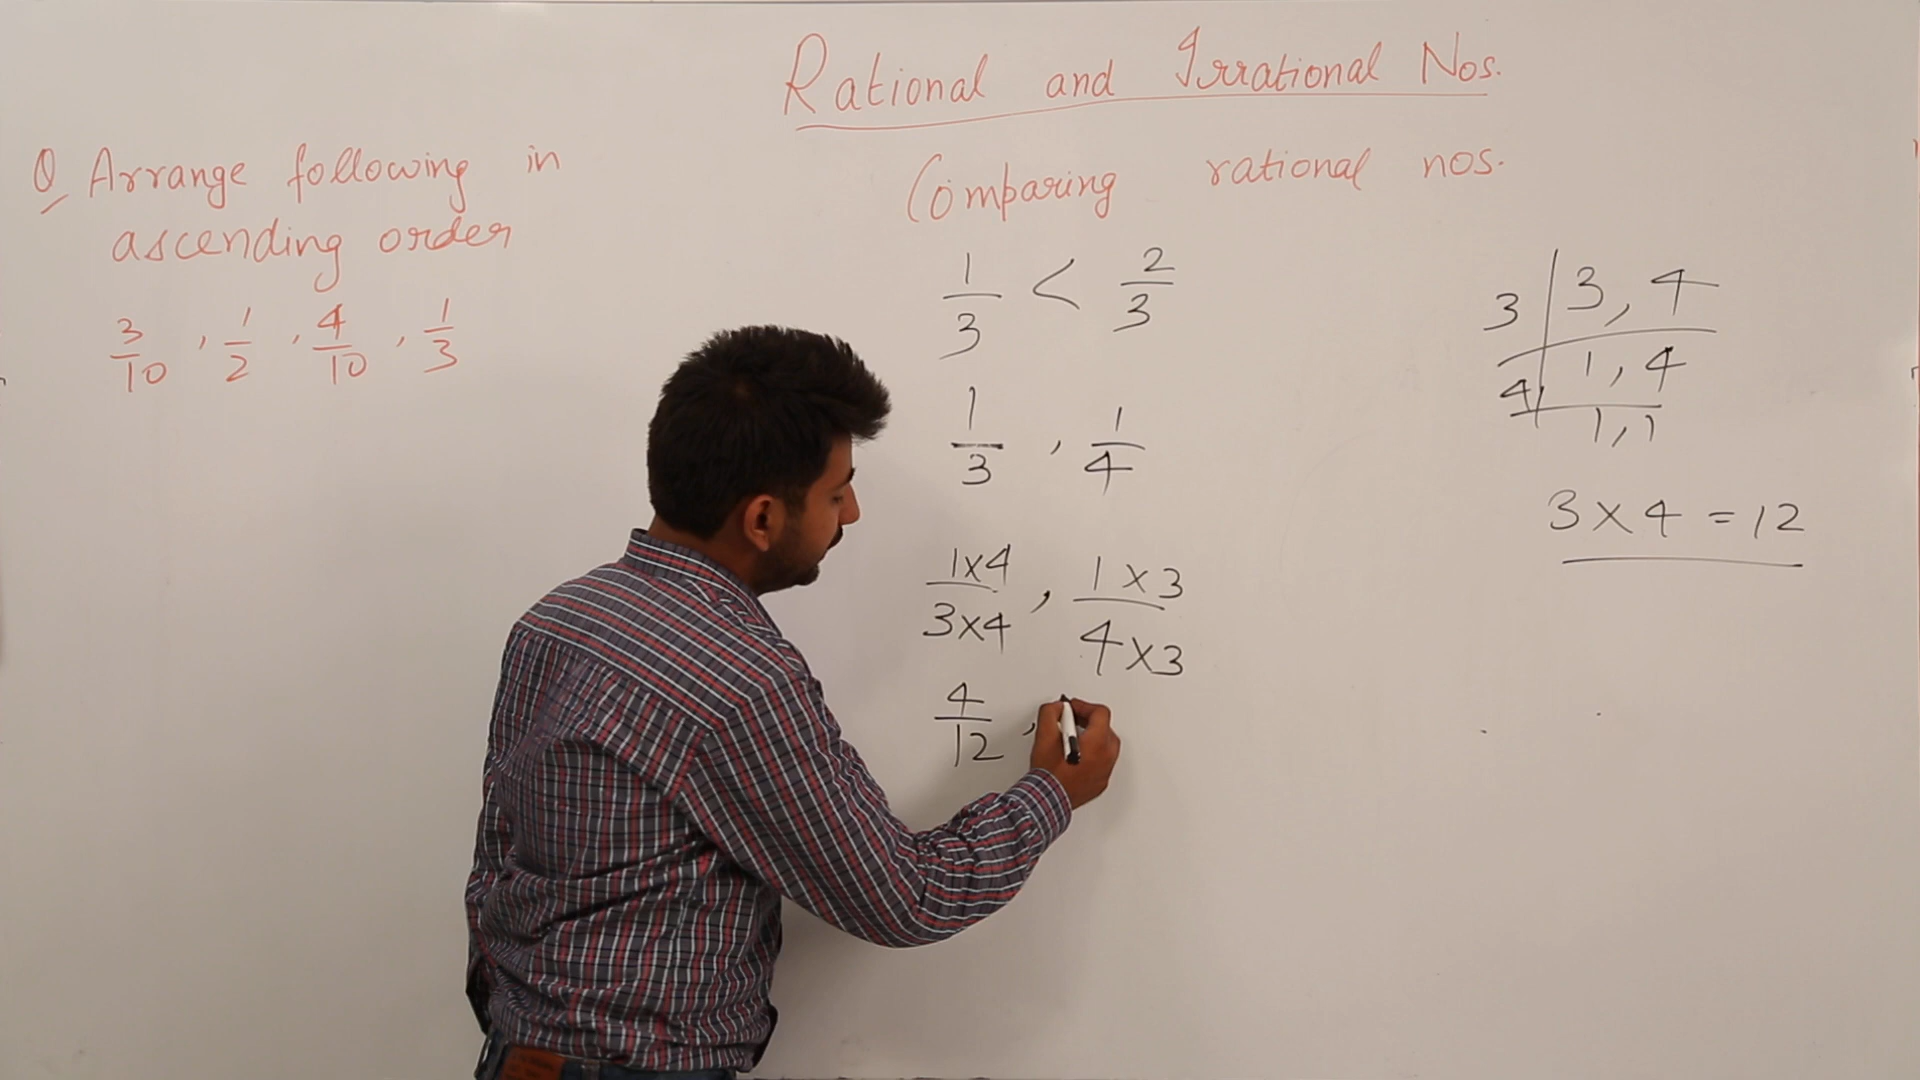 Rational and Irrational Nos.
Q Arrange following in
ascending order
3/10 , 1/2 , 4/10 , 1/3
Comparing rational nos.
1/3 < 2/3
1/3 , 1/4
1x4/3x4 , 1x3/4x3
4/12 ,
3 | 3, 4
4 | 1, 4
1, 1
3x4 = 12